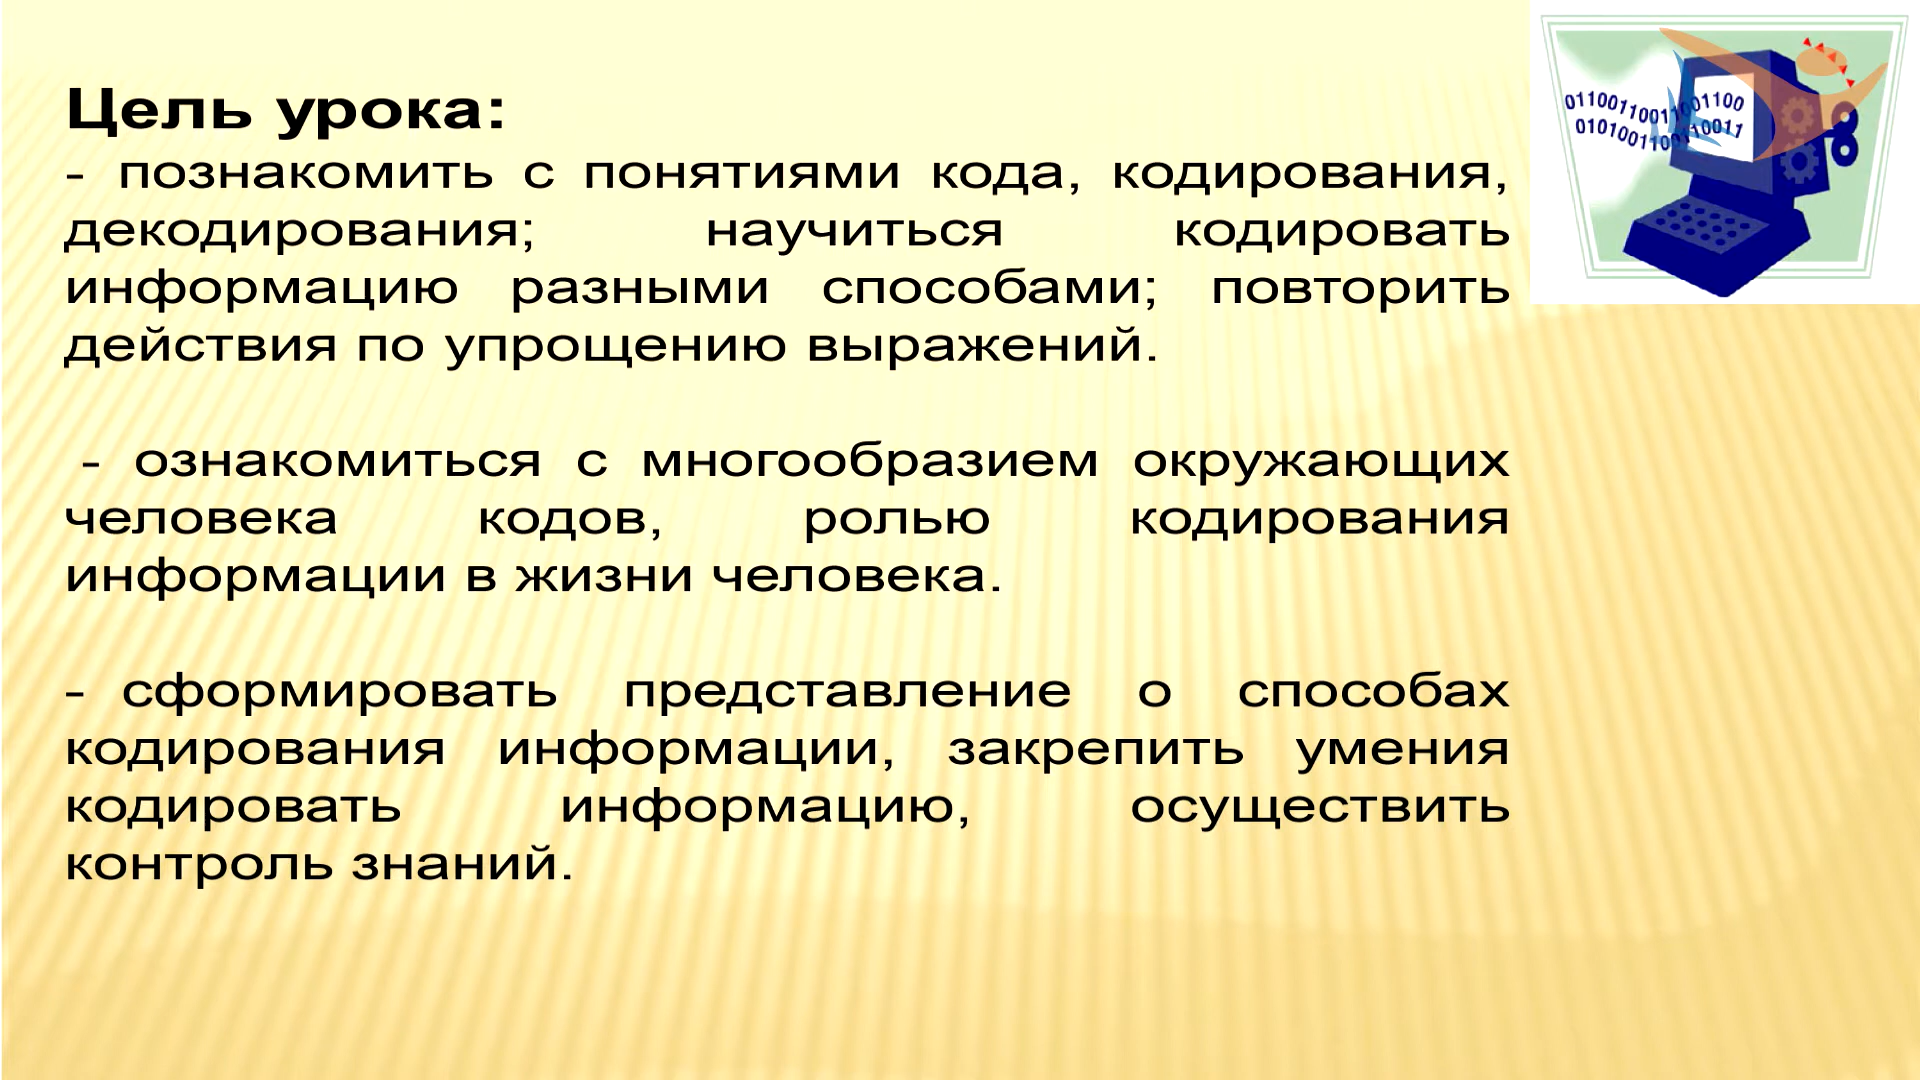 Цель урока:
- познакомить с понятиями кода, кодирования,
декодирования; научиться кодировать
информацию разными способами; повторить
действия по упрощению выражений.
- ознакомиться с многообразием окружающих
человека кодов, ролью кодирования
информации в жизни человека.
- сформировать представление о способах
кодирования информации, закрепить умения
кодировать информацию, осуществить
контроль знаний.